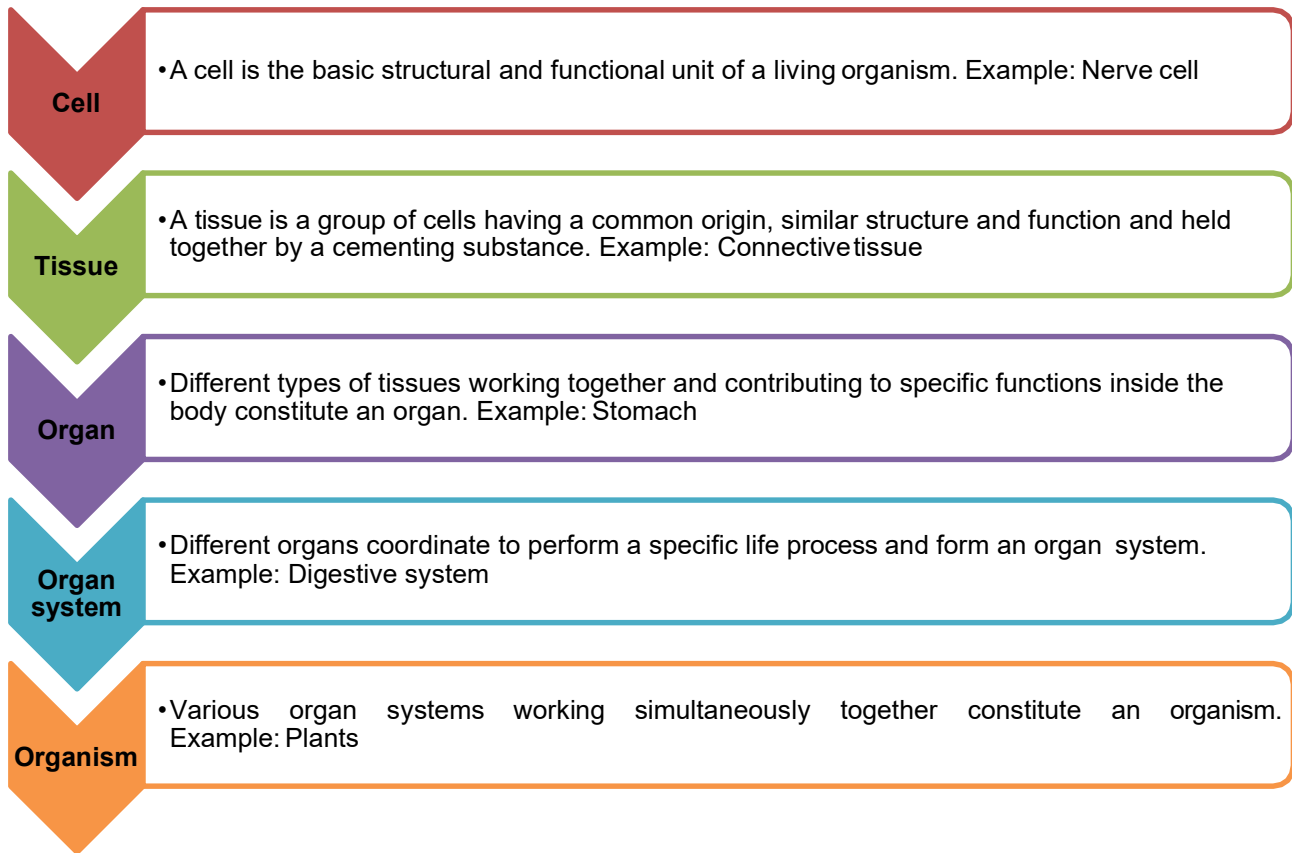 Cell
•A cell is the basic structural and functional unit of a living organism. Example: Nerve cell
Tissue
•A tissue is a group of cells having a common origin, similar structure and function and held
together by a cementing substance. Example: Connective tissue
Organ
•Different types of tissues working together and contributing to specific functions inside the
body constitute an organ. Example: Stomach
Organ
system
•Different organs coordinate to perform a specific life process and form an organ system.
Example: Digestive system
Organism
•Various organ systems working simultaneously together constitute an organism.
Example: Plants